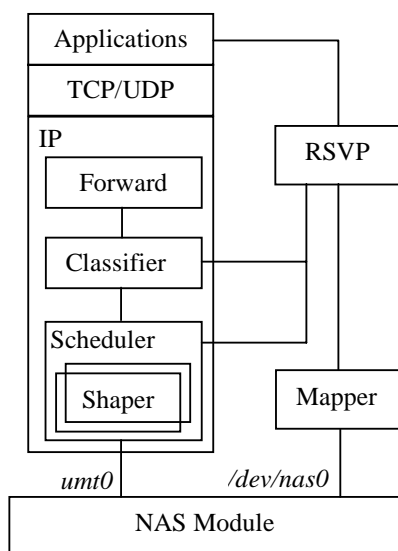 Applications
TCP/UDP
IP
RSVP
Forward
Classifier
Scheduler
Shaper
Mapper
umt0
/dev/nas0
NAS Module